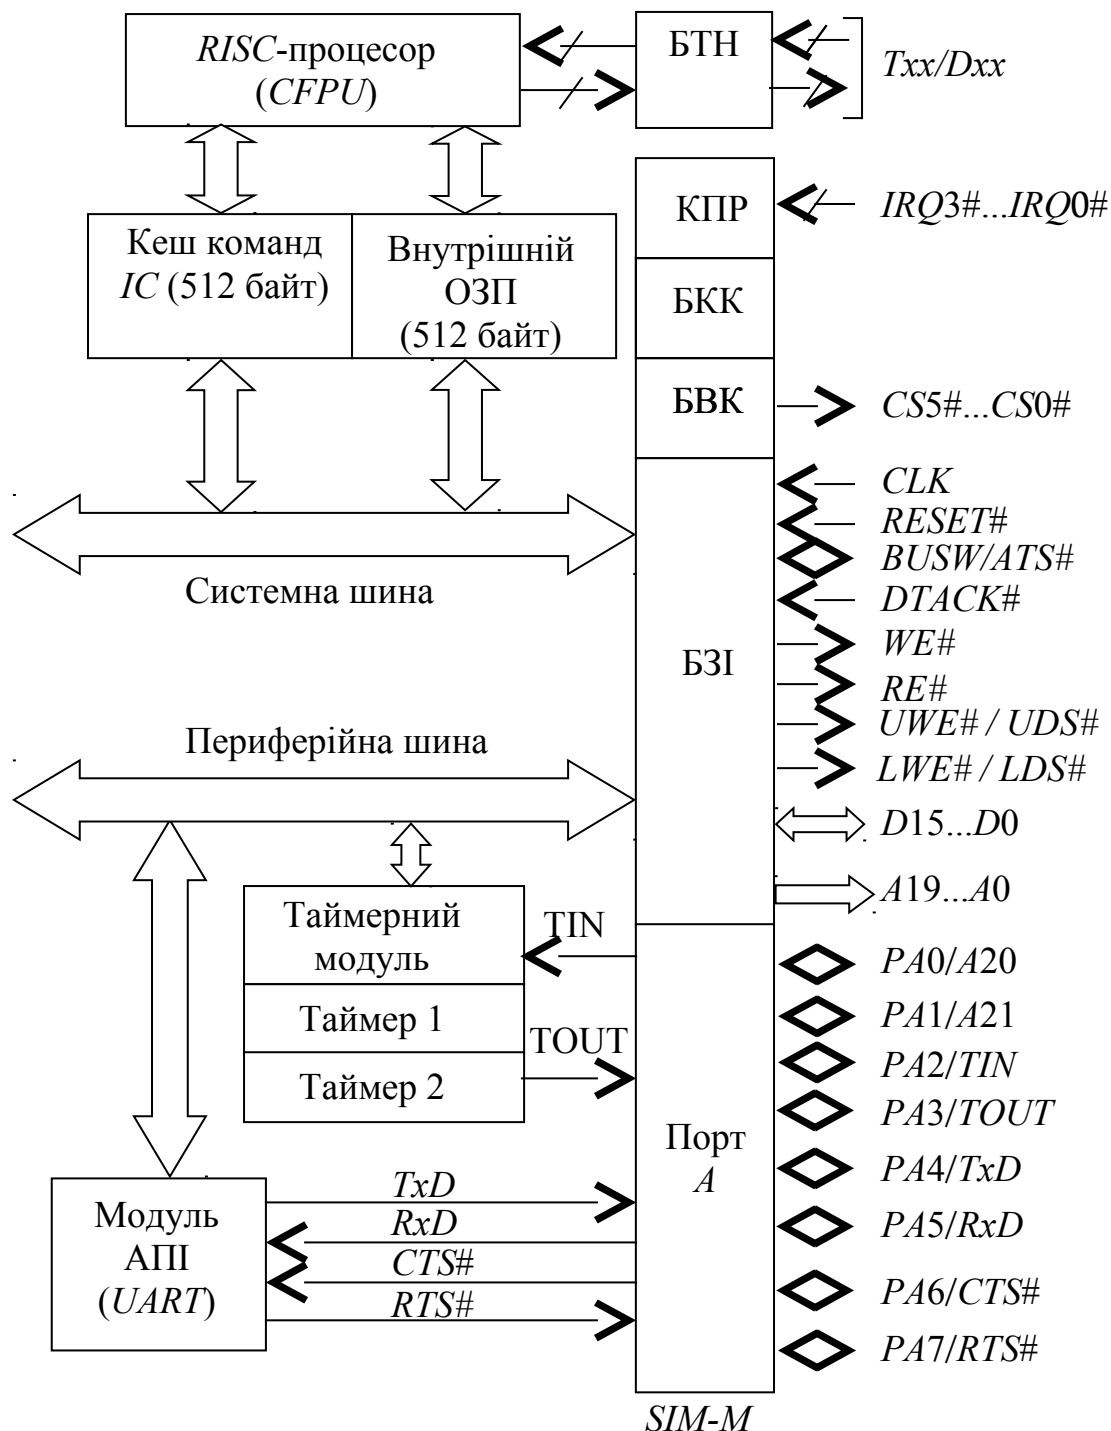 RISC-процесор
(CFPU)
БТН
Txx/Dxx
КПР
IRQ3#...IRQ0#
Кеш команд
IC (512 байт)
Внутрішній
ОЗП
(512 байт)
БКК
БВК
CS5#...CS0#
CLK
RESET#
BUSW/ATS#
DTACK#
WE#
RE#
UWE# / UDS#
LWE# / LDS#
D15...D0
A19...A0
Системна шина
БЗІ
Периферійна шина
Таймерний
модуль
Таймер 1
Таймер 2
TIN
TOUT
Порт
A
PA0/A20
PA1/A21
PA2/TIN
PA3/TOUT
PA4/TxD
PA5/RxD
PA6/CTS#
PA7/RTS#
Модуль
АПІ
(UART)
TxD
RxD
CTS#
RTS#
SIM-M